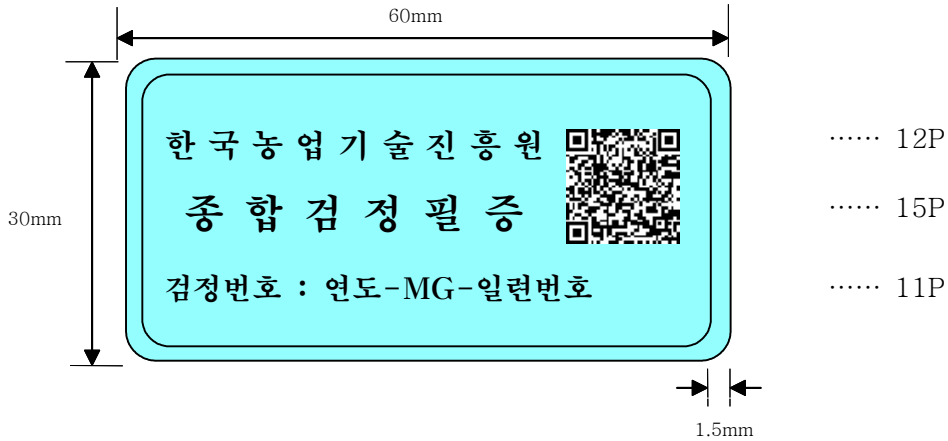 60mm
한국농업기술진흥원 …… 12P
종합검정필증 …… 15P
30mm
검정번호 : 연도-MG-일련번호 …… 11P
1.5mm